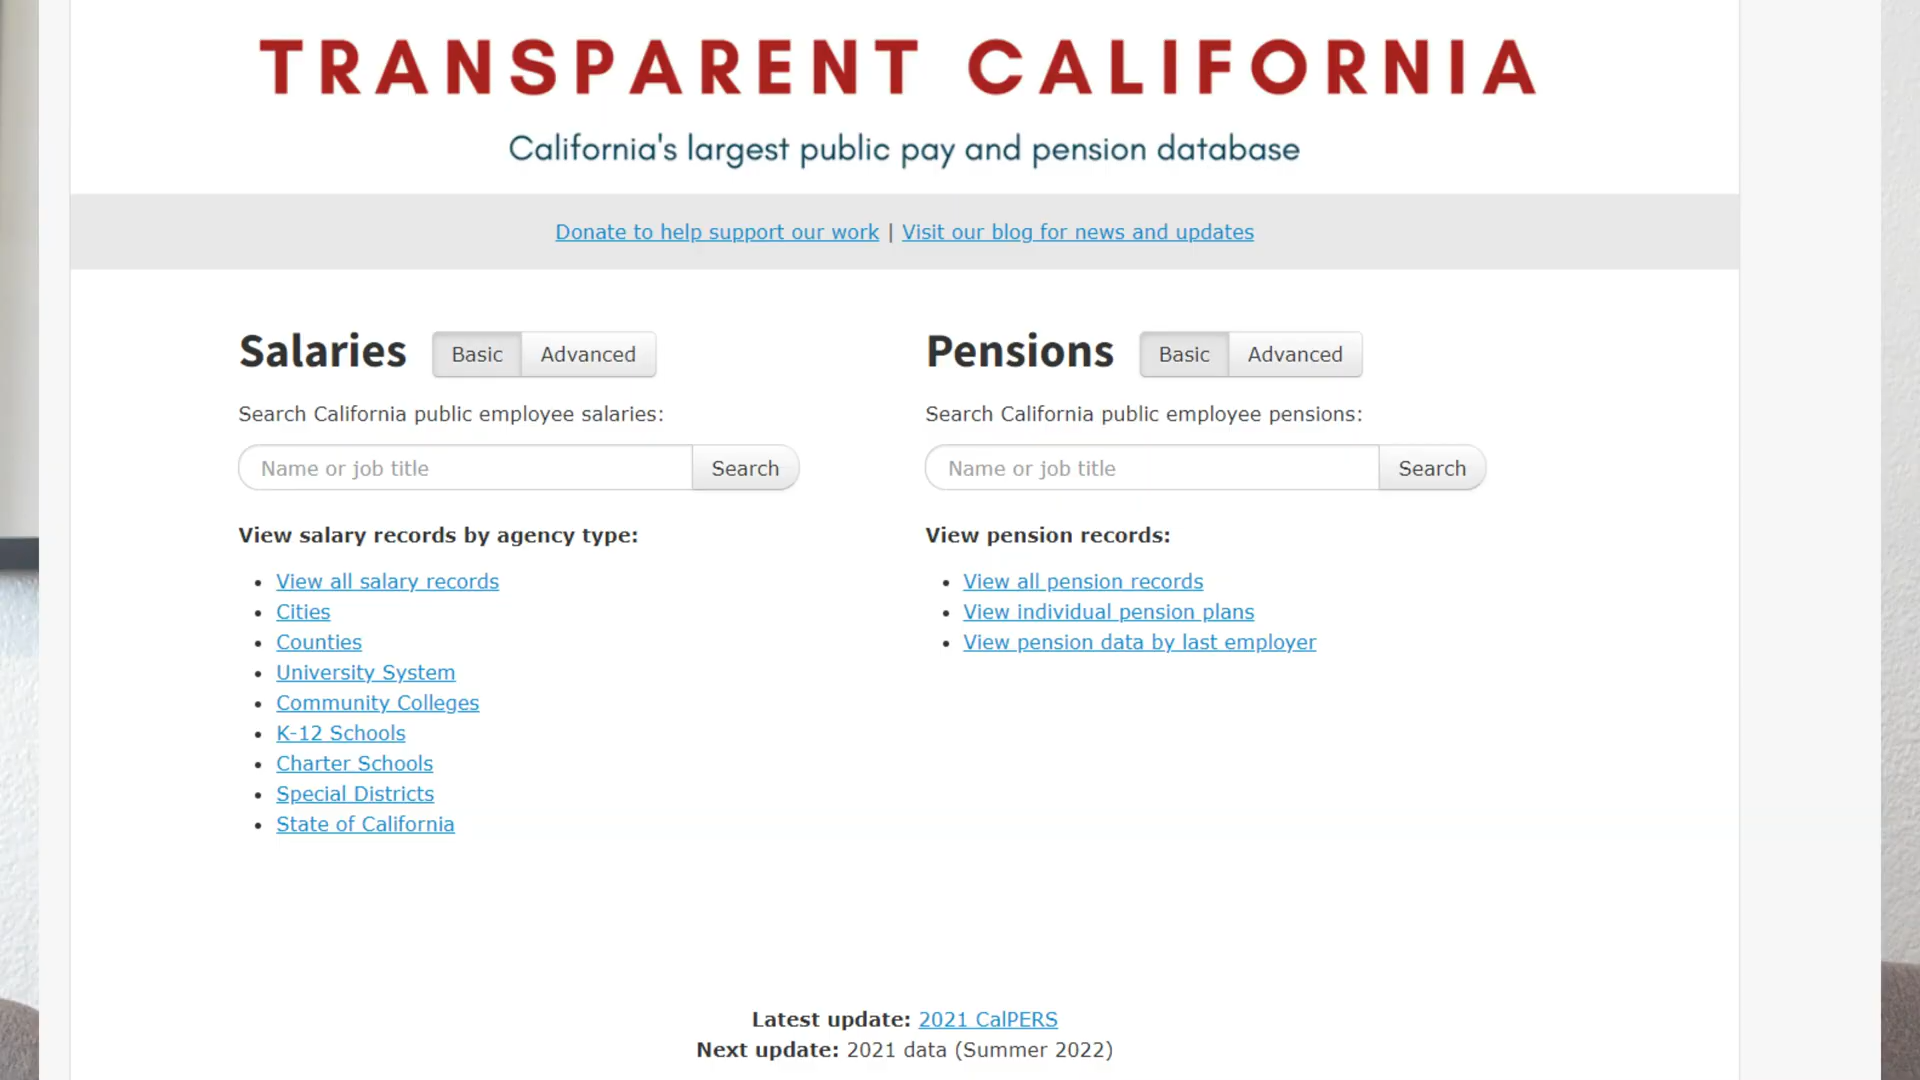 TRANSPARENT CALIFORNIA
California's largest public pay and pension database
Donate to help support our work | Visit our blog for news and updates
Salaries Basic Advanced
Search California public employee salaries:
Name or job title Search
View salary records by agency type:
• View all salary records
• Cities
• Counties
• University System
• Community Colleges
• K-12 Schools
• Charter Schools
• Special Districts
• State of California
Pensions Basic Advanced
Search California public employee pensions:
Name or job title Search
View pension records:
• View all pension records
• View individual pension plans
• View pension data by last employer
Latest update: 2021 CalPERS
Next update: 2021 data (Summer 2022)